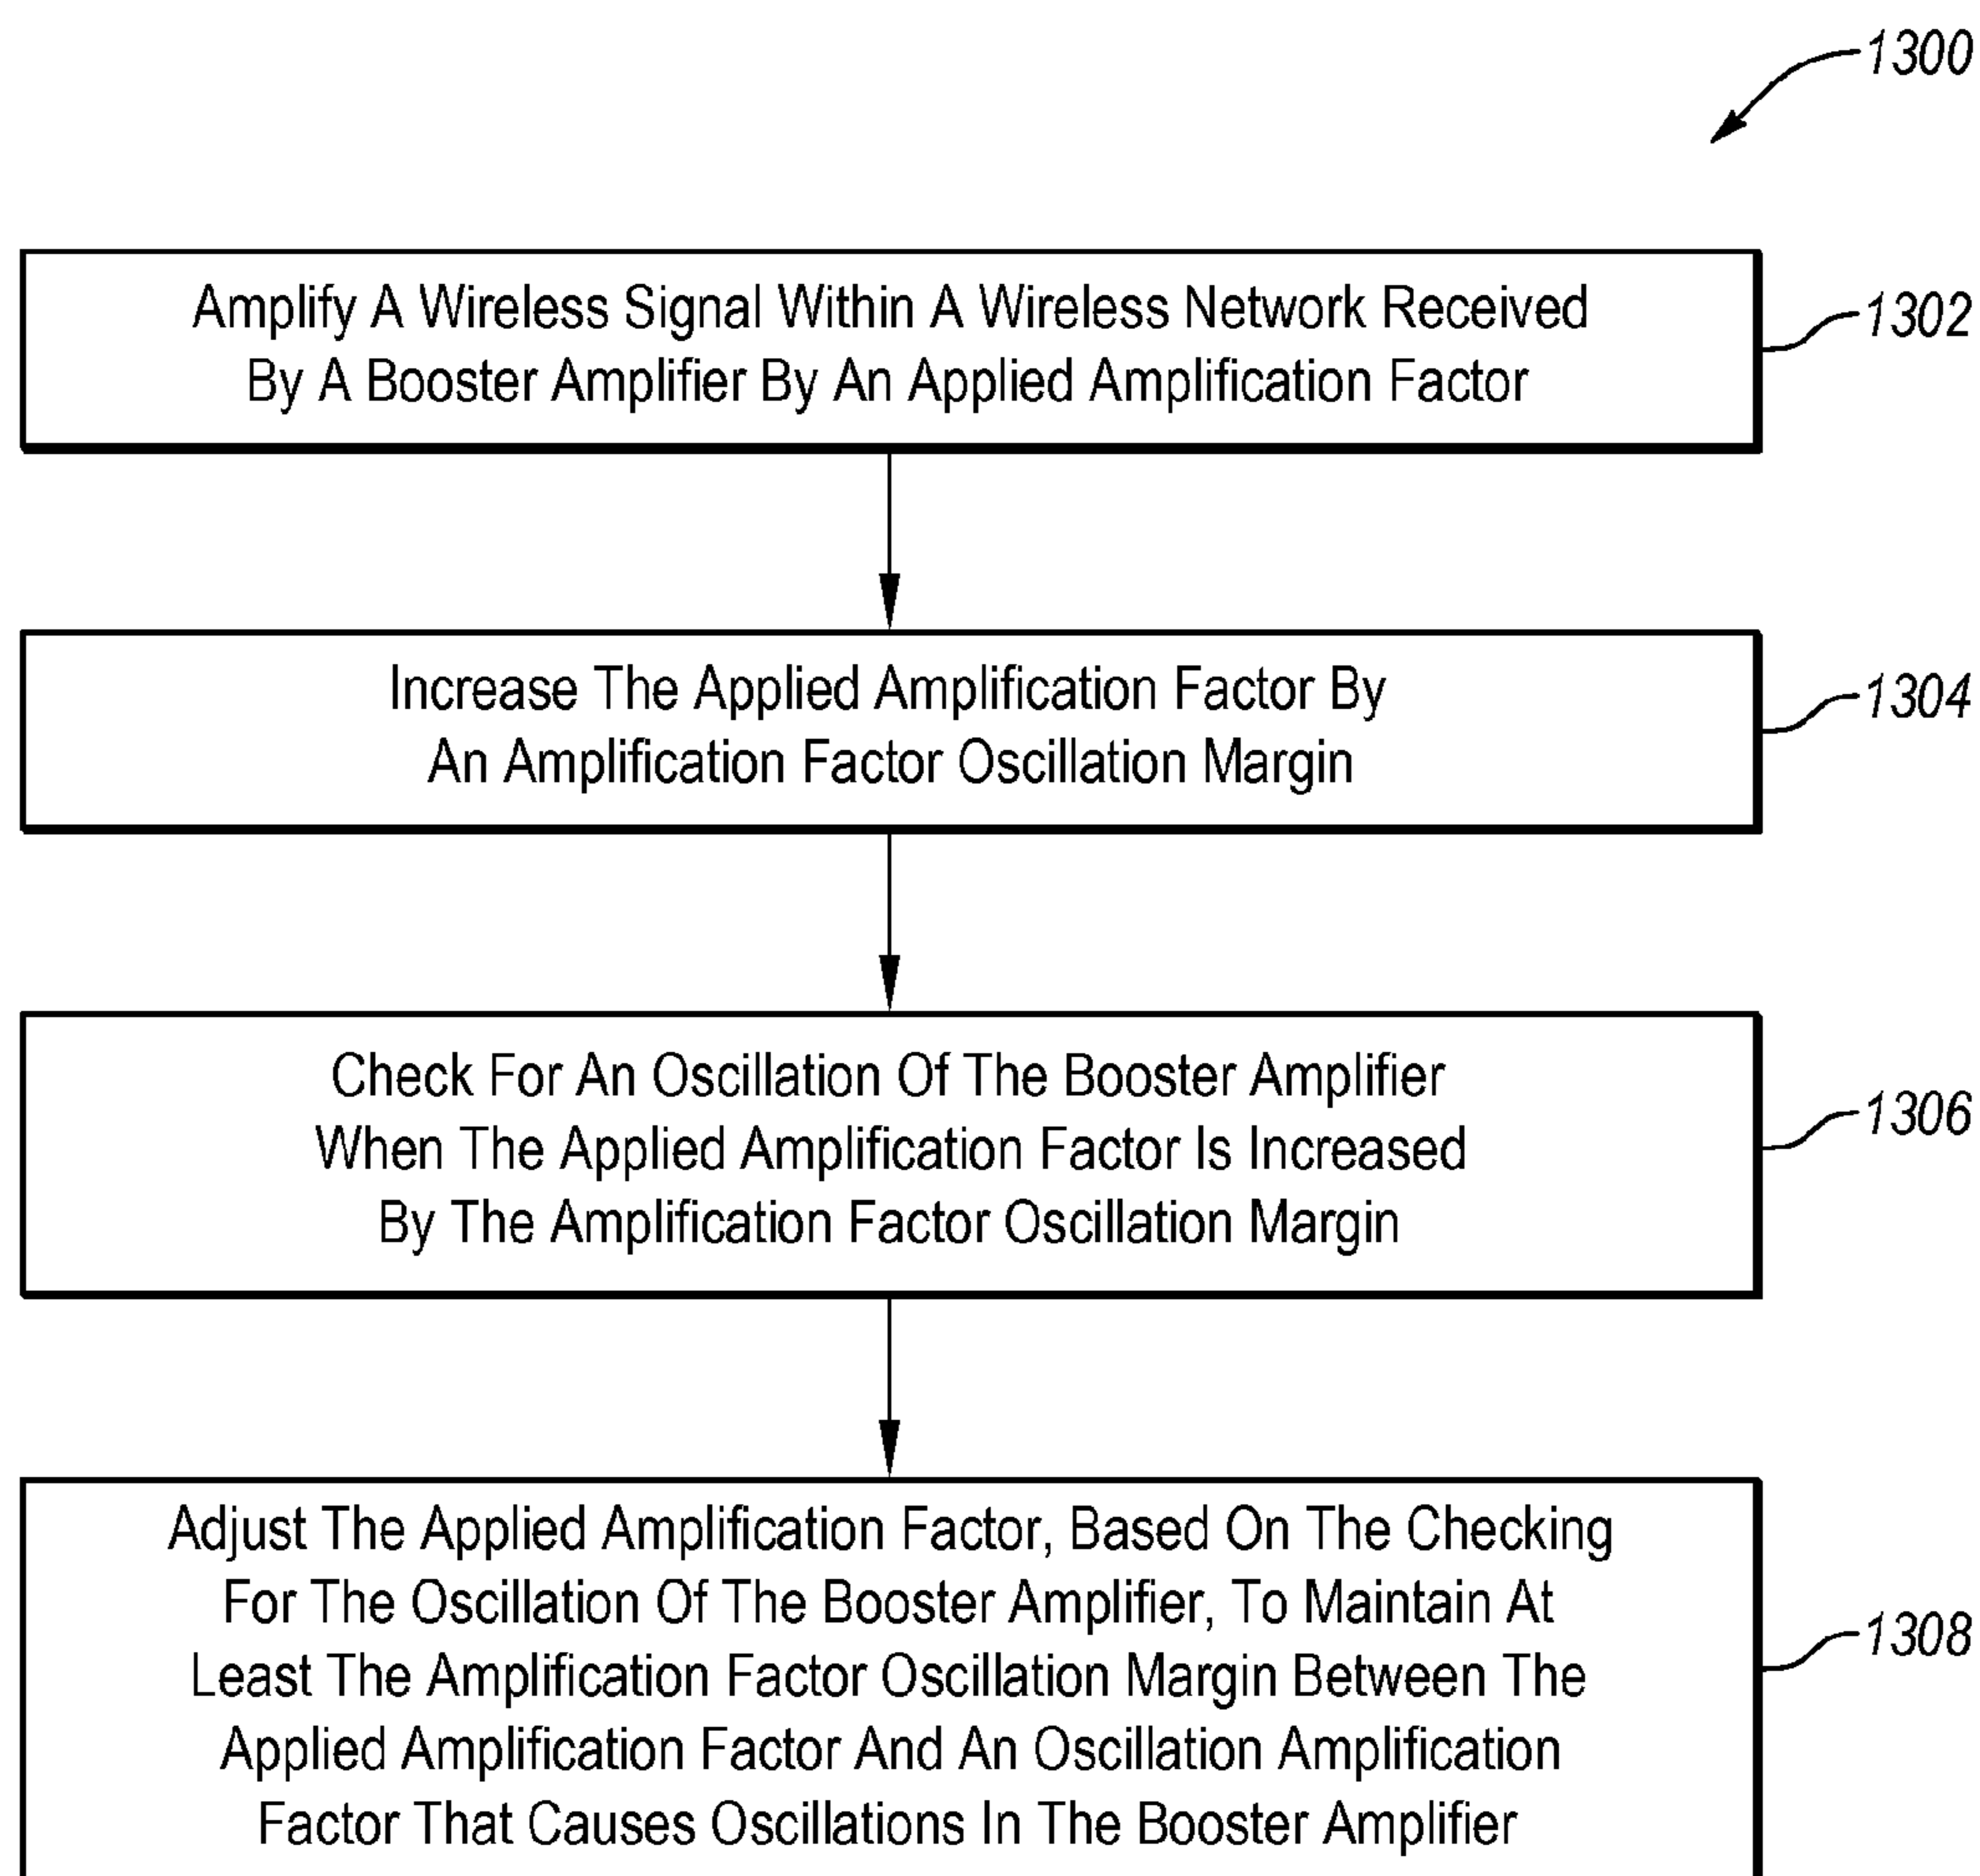 1300
Amplify A Wireless Signal Within A Wireless Network Received
By A Booster Amplifier By An Applied Amplification Factor
1302
Increase The Applied Amplification Factor By
An Amplification Factor Oscillation Margin
1304
Check For An Oscillation Of The Booster Amplifier
When The Applied Amplification Factor Is Increased
By The Amplification Factor Oscillation Margin
1306
Adjust The Applied Amplification Factor, Based On The Checking
For The Oscillation Of The Booster Amplifier, To Maintain At
Least The Amplification Factor Oscillation Margin Between The
Applied Amplification Factor And An Oscillation Amplification
Factor That Causes Oscillations In The Booster Amplifier
1308